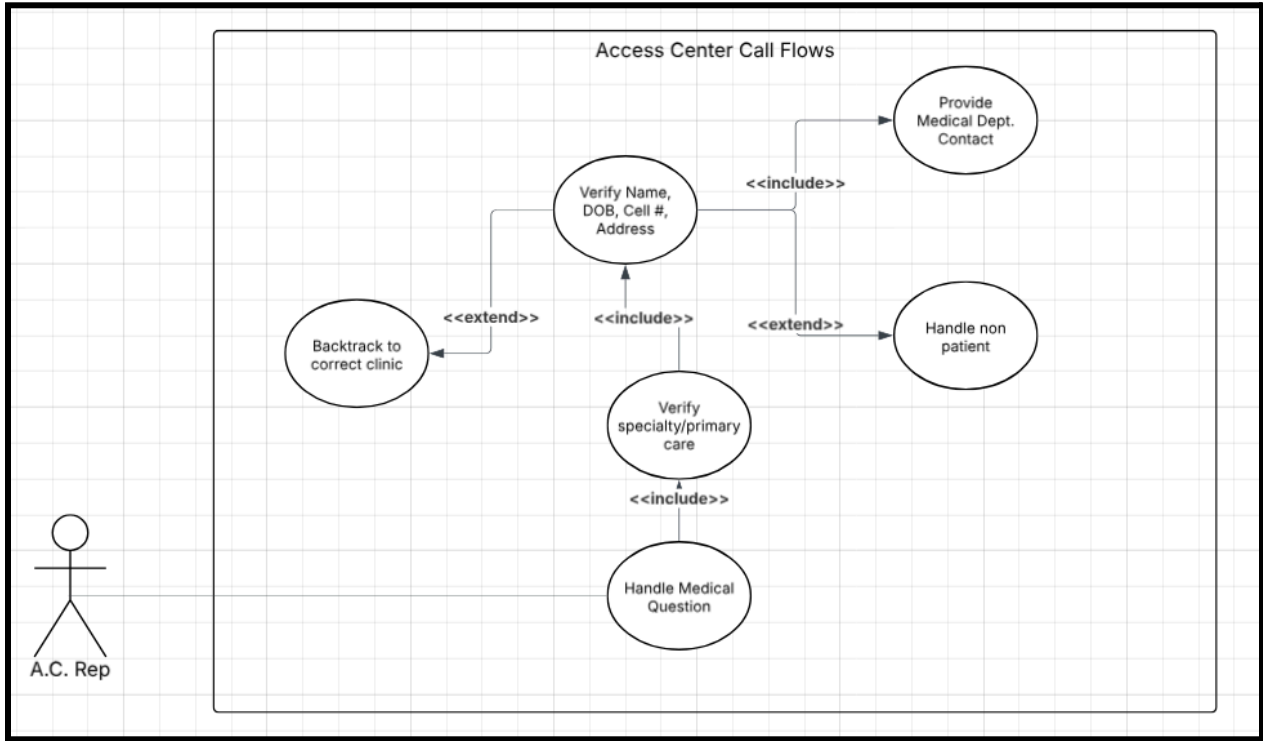 Access Center Call Flows
Provide
Medical Dept.
Contact
<<include>>
Verify Name,
DOB, Cell #,
Address
<<extend>>
<<include>>
<<extend>>
Handle non
patient
Backtrack to
correct clinic
Verify
specialty/primary
care
<<include>>
Handle Medical
Question
A.C. Rep